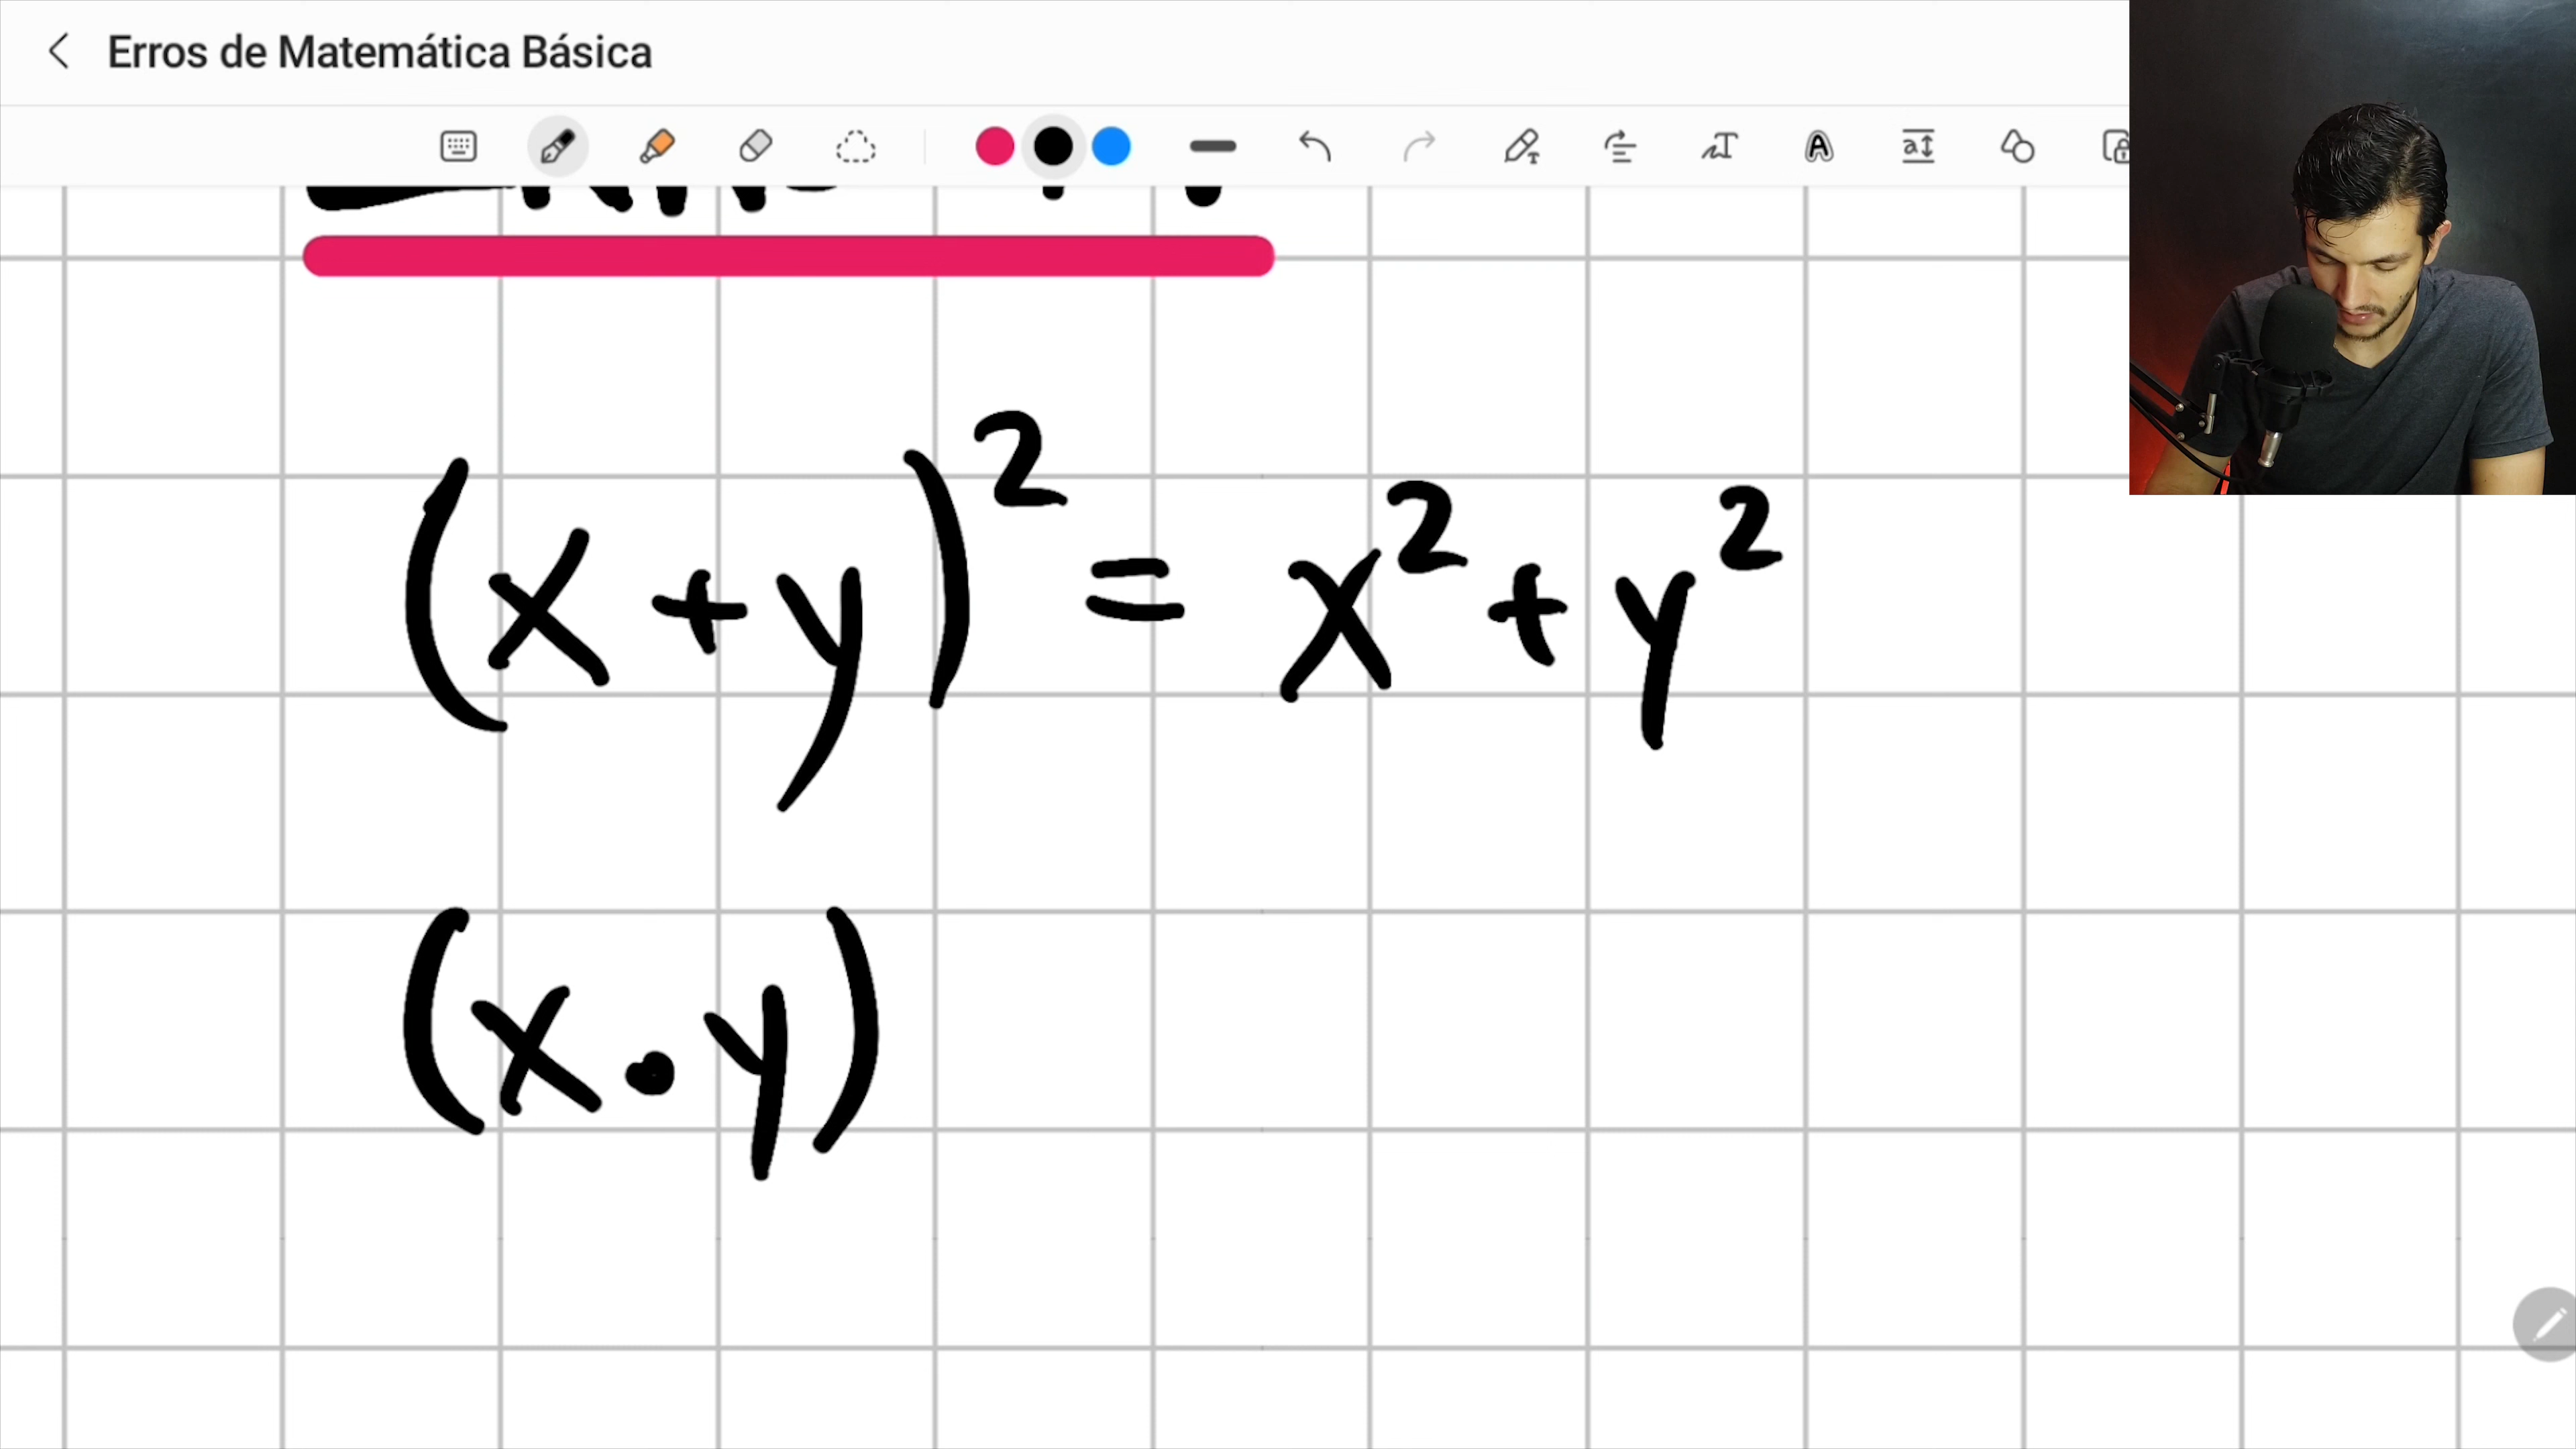 Erros de Matemática Básica
(x + y)² = x² + y²
(x • y)